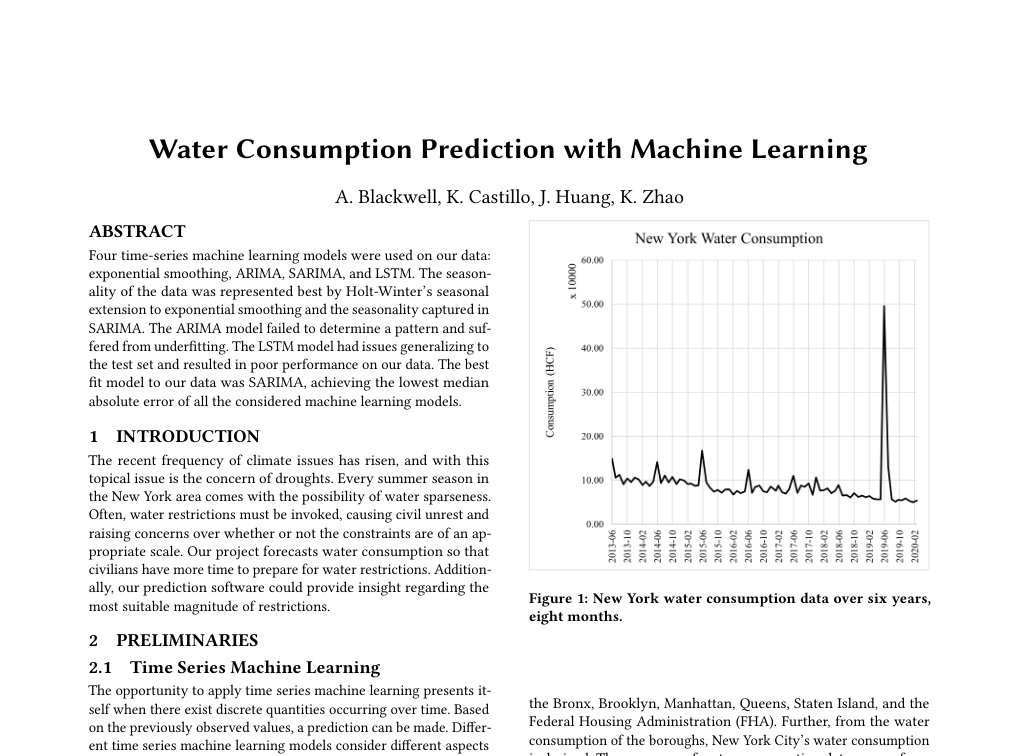 Water Consumption Prediction with Machine Learning
A. Blackwell, K. Castillo, J. Huang, K. Zhao
ABSTRACT
Four time-series machine learning models were used on our data:
exponential smoothing, ARIMA, SARIMA, and LSTM. The season-
ality of the data was represented best by Holt-Winter's seasonal
extension to exponential smoothing and the seasonality captured in
SARIMA. The ARIMA model failed to determine a pattern and suf-
fered from underfitting. The LSTM model had issues generalizing to
the test set and resulted in poor performance on our data. The best
fit model to our data was SARIMA, achieving the lowest median
absolute error of all the considered machine learning models.
1 INTRODUCTION
The recent frequency of climate issues has risen, and with this
topical issue is the concern of droughts. Every summer season in
the New York area comes with the possibility of water sparseness.
Often, water restrictions must be invoked, causing civil unrest and
raising concerns over whether or not the constraints are of an ap-
propriate scale. Our project forecasts water consumption so that
civilians have more time to prepare for water restrictions. Addition-
ally, our prediction software could provide insight regarding the
most suitable magnitude of restrictions.
2 PRELIMINARIES
2.1 Time Series Machine Learning
The opportunity to apply time series machine learning presents it-
self when there exist discrete quantities occurring over time. Based
on the previously observed values, a prediction can be made. Differ-
ent time series machine learning models consider different aspects
New York Water Consumption
x 10000
Consumption (HCF)
60.00
50.00
40.00
30.00
20.00
10.00
0.00
2013-06
2013-10
2014-02
2014-06
2014-10
2015-02
2015-06
2015-10
2016-02
2016-06
2016-10
2017-02
2017-06
2017-10
2018-02
2018-06
2018-10
2019-02
2019-06
2019-10
2020-02
Figure 1: New York water consumption data over six years,
eight months.
the Bronx, Brooklyn, Manhattan, Queens, Staten Island, and the
Federal Housing Administration (FHA). Further, from the water
consumption of the boroughs, New York City's water consumption